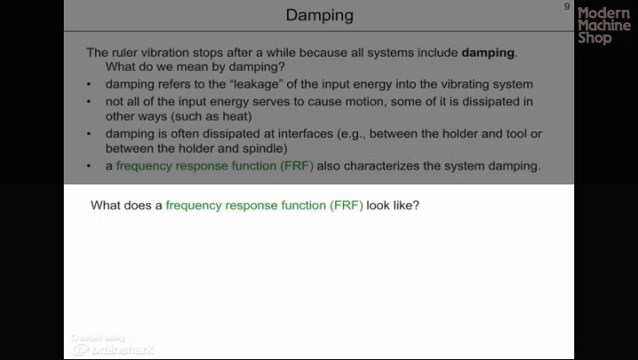 Damping
9
Modern
Machine
Shop
The ruler vibration stops after a while because all systems include damping.
What do we mean by damping?
• damping refers to the “leakage” of the input energy into the vibrating system
• not all of the input energy serves to cause motion, some of it is dissipated in
other ways (such as heat)
• damping is often dissipated at interfaces (e.g., between the holder and tool or
between the holder and spindle)
• a frequency response function (FRF) also characterizes the system damping.
What does a frequency response function (FRF) look like?
brainshark